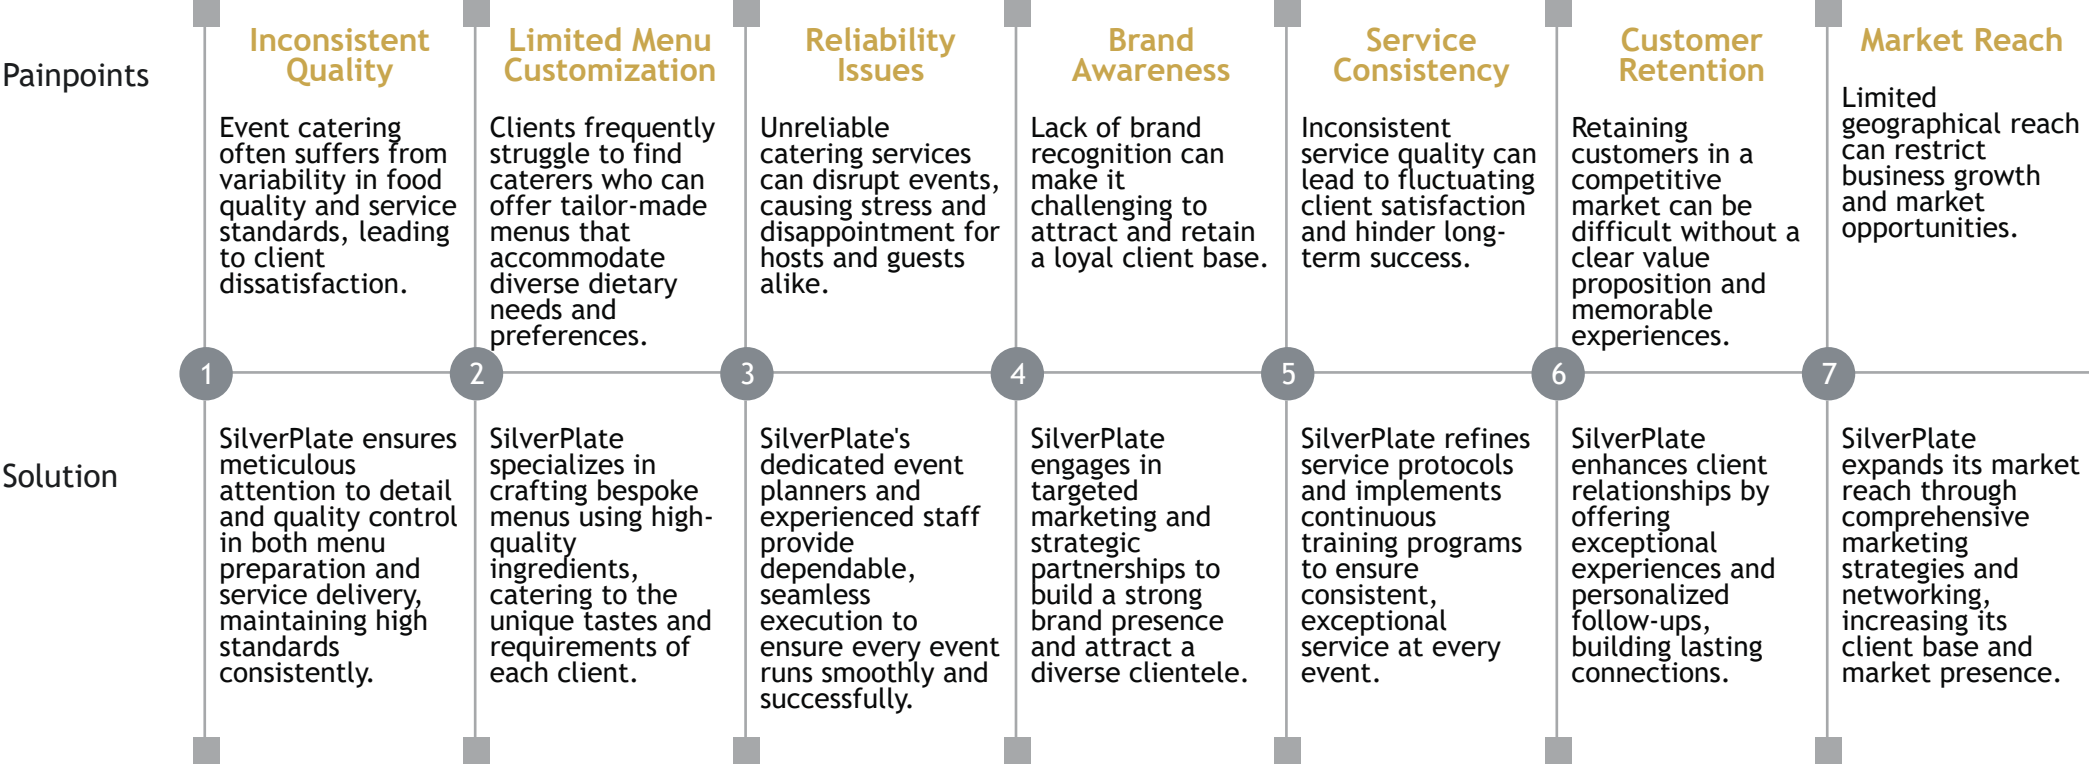 Painpoints
Inconsistent
Quality
Event catering
often suffers from
variability in food
quality and service
standards, leading
to client
dissatisfaction.
Limited Menu
Customization
Clients frequently
struggle to find
caterers who can
offer tailor-made
menus that
accommodate
diverse dietary
needs and
preferences.
Reliability
Issues
Unreliable
catering services
can disrupt events,
causing stress and
disappointment for
hosts and guests
alike.
Brand
Awareness
Lack of brand
recognition can
make it
challenging to
attract and retain
a loyal client base.
Service
Consistency
Inconsistent
service quality can
lead to fluctuating
client satisfaction
and hinder long-
term success.
Customer
Retention
Retaining
customers in a
competitive
market can be
difficult without a
clear value
proposition and
memorable
experiences.
Market Reach
Limited
geographical reach
can restrict
business growth
and market
opportunities.
1
2
3
4
5
6
7
Solution
SilverPlate ensures
meticulous
attention to detail
and quality control
in both menu
preparation and
service delivery,
maintaining high
standards
consistently.
SilverPlate
specializes in
crafting bespoke
menus using high-
quality
ingredients,
catering to the
unique tastes and
requirements of
each client.
SilverPlate's
dedicated event
planners and
experienced staff
provide
dependable,
seamless
execution to
ensure every event
runs smoothly and
successfully.
SilverPlate
engages in
targeted
marketing and
strategic
partnerships to
build a strong
brand presence
and attract a
diverse clientele.
SilverPlate refines
service protocols
and implements
continuous
training programs
to ensure
consistent,
exceptional
service at every
event.
SilverPlate
enhances client
relationships by
offering
exceptional
experiences and
personalized
follow-ups,
building lasting
connections.
SilverPlate
expands its market
reach through
comprehensive
marketing
strategies and
networking,
increasing its
client base and
market presence.